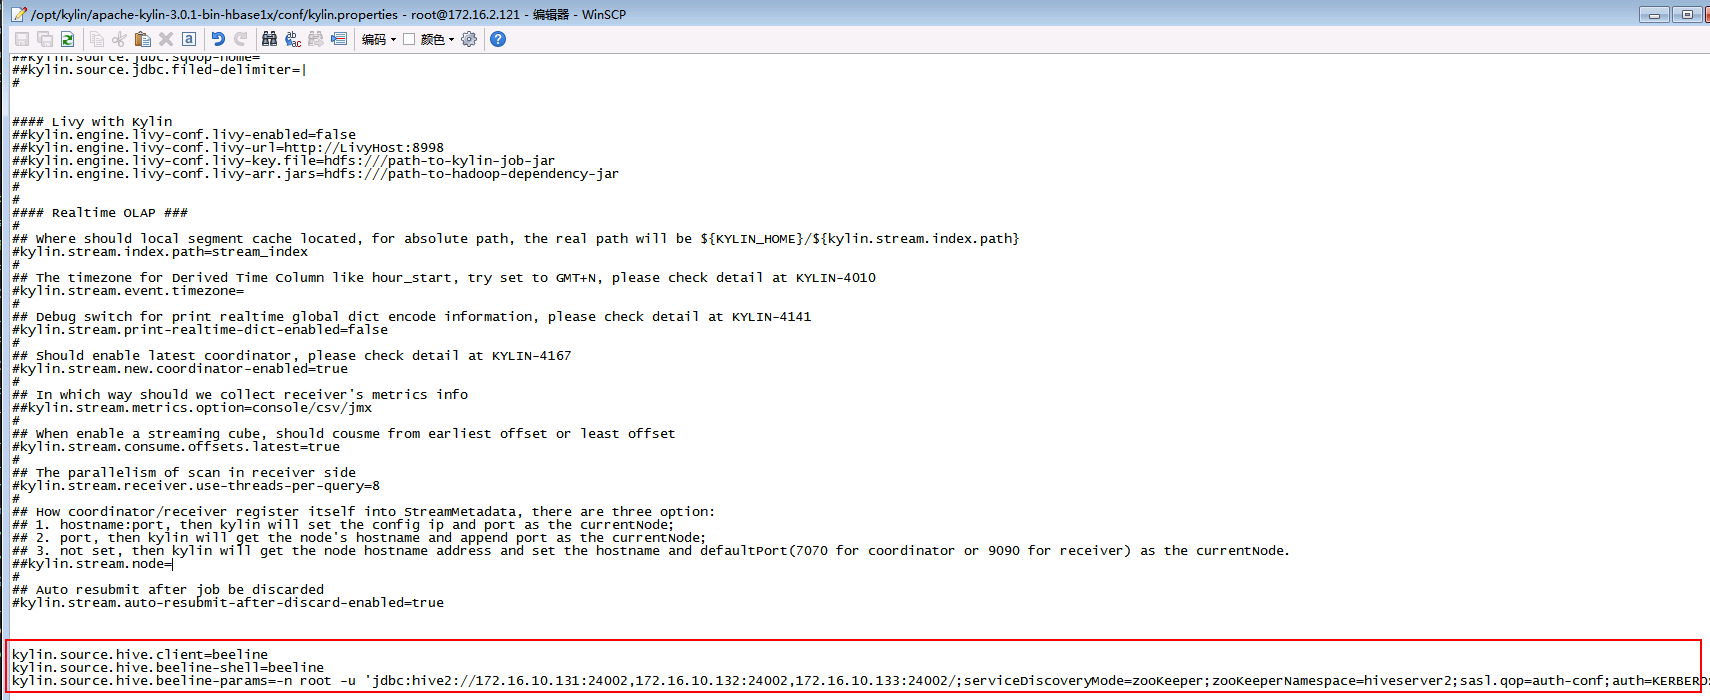 /opt/kylin/apache-kylin-3.0.1-bin-hbase1x/conf/kylin.properties - root@172.16.2.121 - 编辑器 - WinSCP
编码 颜色
##kylin.source.jdbc.sqoop-home=
##kylin.source.jdbc.filed-delimiter=|
#
#### Livy with Kylin
##kylin.engine.livy-conf.livy-enabled=false
##kylin.engine.livy-conf.livy-url=http://LivyHost:8998
##kylin.engine.livy-conf.livy-key.file=hdfs:///path-to-kylin-job-jar
##kylin.engine.livy-conf.livy-arr.jars=hdfs:///path-to-hadoop-dependency-jar
#
#
#### Realtime OLAP ###
#
## Where should local segment cache located, for absolute path, the real path will be ${KYLIN_HOME}/${kylin.stream.index.path}
#kylin.stream.index.path=stream_index
#
## The timezone for Derived Time Column like hour_start, try set to GMT+N, please check detail at KYLIN-4010
#kylin.stream.event.timezone=
#
## Debug switch for print realtime global dict encode information, please check detail at KYLIN-4141
#kylin.stream.print-realtime-dict-enabled=false
#
## Should enable latest coordinator, please check detail at KYLIN-4167
#kylin.stream.new.coordinator-enabled=true
#
## In which way should we collect receiver's metrics info
##kylin.stream.metrics.option=console/csv/jmx
#
## When enable a streaming cube, should cousme from earliest offset or least offset
#kylin.stream.consume.offsets.latest=true
#
## The parallelism of scan in receiver side
#kylin.stream.receiver.use-threads-per-query=8
#
## How coordinator/receiver register itself into StreamMetadata, there are three option:
## 1. hostname:port, then kylin will set the config ip and port as the currentNode;
## 2. port, then kylin will get the node's hostname and append port as the currentNode;
## 3. not set, then kylin will get the node hostname address and set the hostname and defaultPort(7070 for coordinator or 9090 for receiver) as the currentNode.
##kylin.stream.node=
#
## Auto resubmit after job be discarded
#kylin.stream.auto-resubmit-after-discard-enabled=true
kylin.source.hive.client=beeline
kylin.source.hive.beeline-shell=beeline
kylin.source.hive.beeline-params=-n root -u 'jdbc:hive2://172.16.10.131:24002,172.16.10.132:24002,172.16.10.133:24002/;serviceDiscoveryMode=zooKeeper;zooKeeperNamespace=hiveserver2;sasl.qop=auth-conf;auth=KERBERO